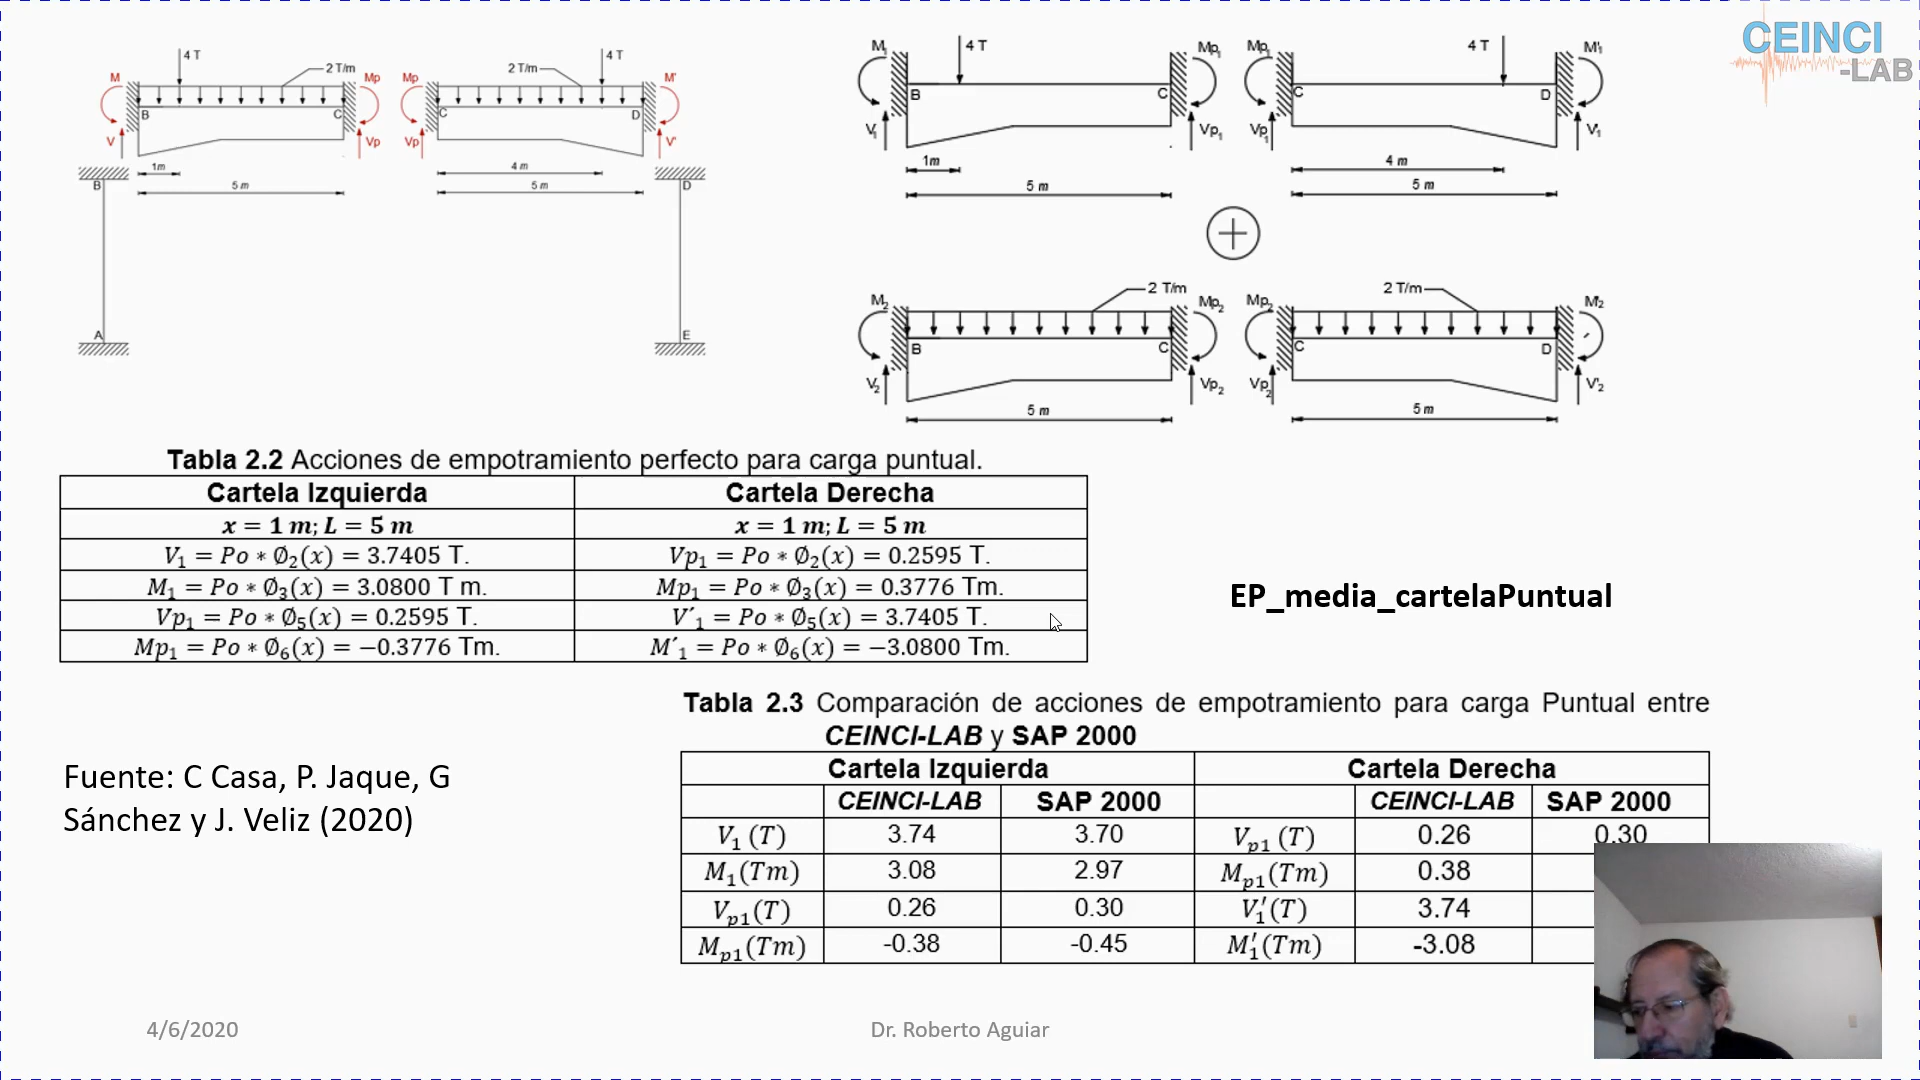 CEINCI
-LAB
4 T 4 T
M 2 T/m Mp Mp 2 T/m M'
B C C D
V Vp Vp V'
1m 4 m
5 m 5 m
B D
A E
M₁ 4 T Mp₁ Mp₁ 4 T M'₁
B C C D
V₁ Vp₁ Vp₁ V'₁
1m 4 m
5 m 5 m
2 T/m 2 T/m
M₂ Mp₂ Mp₂ M'₂
B C C D
V₂ Vp₂ Vp₂ V'₂
5 m 5 m
Tabla 2.2 Acciones de empotramiento perfecto para carga puntual.
Cartela Izquierda Cartela Derecha
x = 1 m; L = 5 m x = 1 m; L = 5 m
V₁ = Po ∗ Ø₂(x) = 3.7405 T. Vp₁ = Po ∗ Ø₂(x) = 0.2595 T.
M₁ = Po ∗ Ø₃(x) = 3.0800 T m. Mp₁ = Po ∗ Ø₃(x) = 0.3776 Tm.
Vp₁ = Po ∗ Ø₅(x) = 0.2595 T. V´₁ = Po ∗ Ø₅(x) = 3.7405 T.
Mp₁ = Po ∗ Ø₆(x) = −0.3776 Tm. M´₁ = Po ∗ Ø₆(x) = −3.0800 Tm.
EP_media_cartelaPuntual
Tabla 2.3 Comparación de acciones de empotramiento para carga Puntual entre
CEINCI-LAB y SAP 2000
Cartela Izquierda Cartela Derecha
CEINCI-LAB SAP 2000 CEINCI-LAB SAP 2000
V₁ (T) 3.74 3.70 Vp1 (T) 0.26 0.30
M₁(Tm) 3.08 2.97 Mp1(Tm) 0.38
Vp1(T) 0.26 0.30 V₁′(T) 3.74
Mp1(Tm) -0.38 -0.45 M₁′(Tm) -3.08
Fuente: C Casa, P. Jaque, G
Sánchez y J. Veliz (2020)
4/6/2020
Dr. Roberto Aguiar